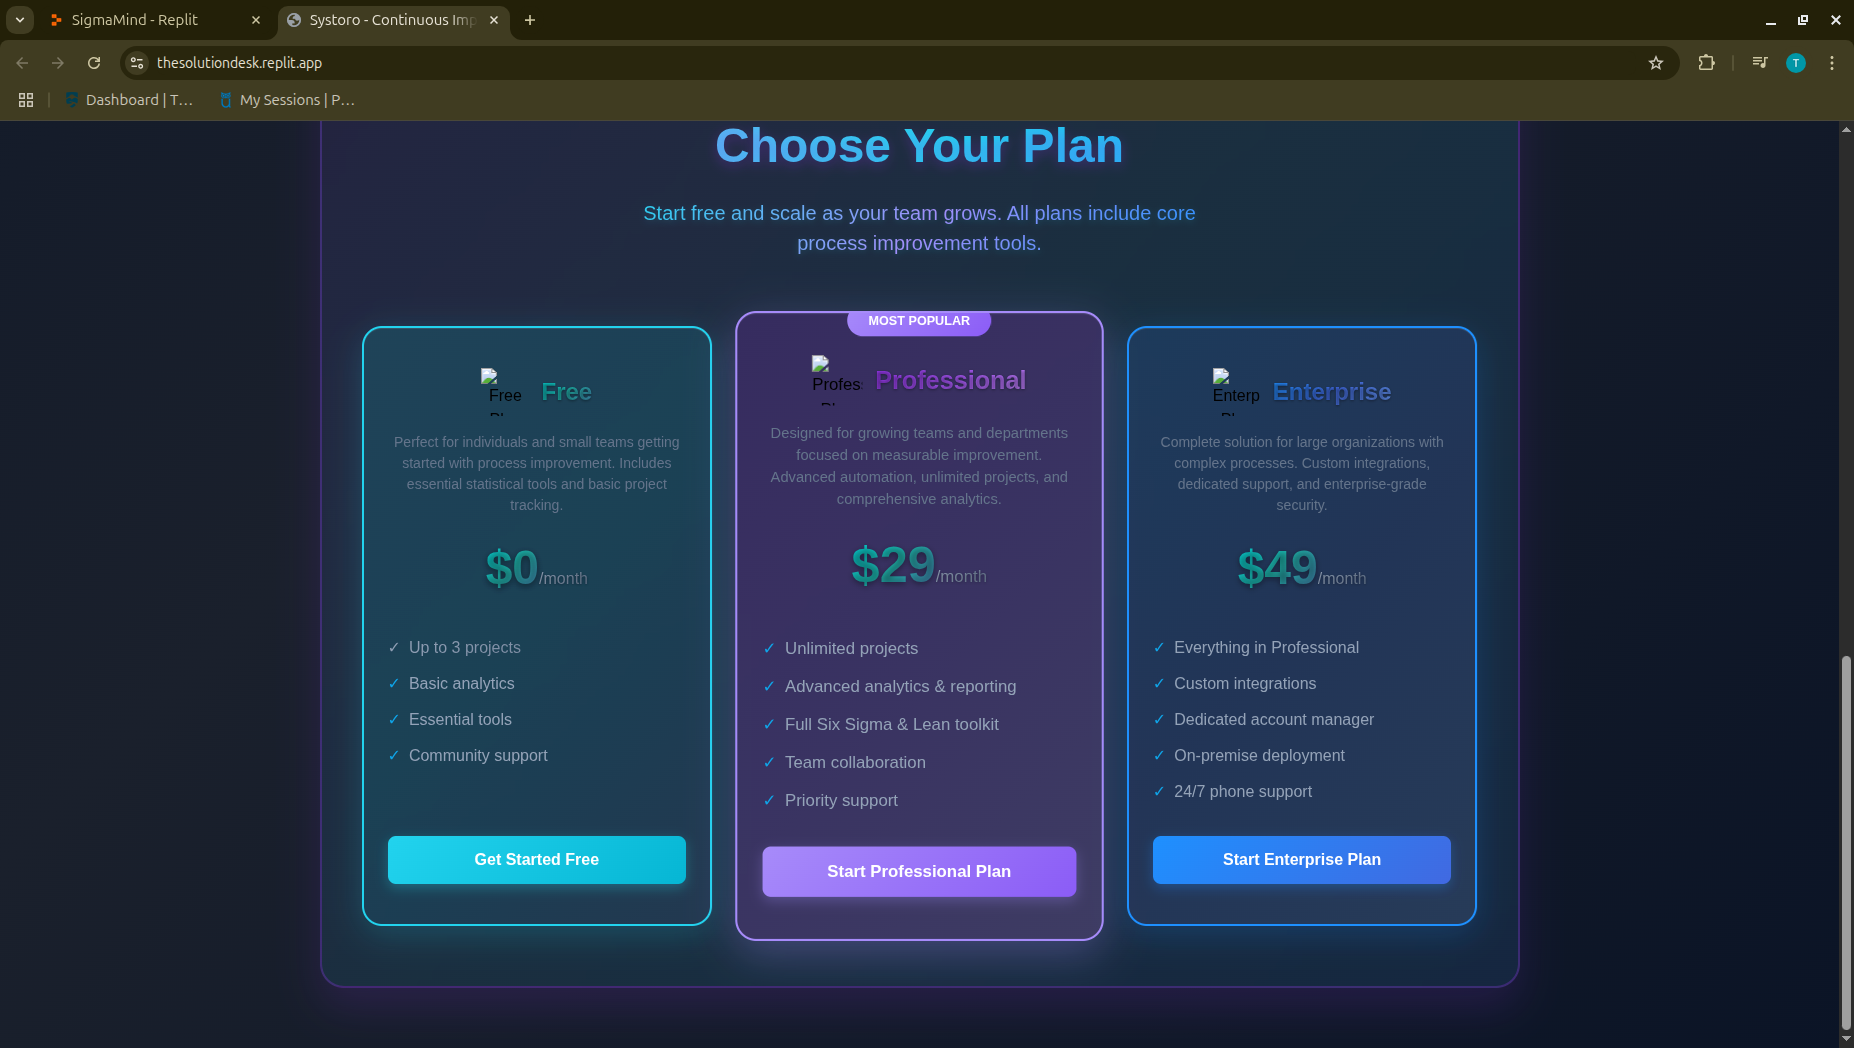 SigmaMind - Replit
Systoro - Continuous Imp
thesolutiondesk.replit.app
T
Dashboard | T…
My Sessions | P…
Choose Your Plan
Start free and scale as your team grows. All plans include core
process improvement tools.
Free
Free
Perfect for individuals and small teams getting
started with process improvement. Includes
essential statistical tools and basic project
tracking.
$0/month
✓ Up to 3 projects
✓ Basic analytics
✓ Essential tools
✓ Community support
Get Started Free
MOST POPULAR
Profes
Professional
Designed for growing teams and departments
focused on measurable improvement.
Advanced automation, unlimited projects, and
comprehensive analytics.
$29/month
✓ Unlimited projects
✓ Advanced analytics & reporting
✓ Full Six Sigma & Lean toolkit
✓ Team collaboration
✓ Priority support
Start Professional Plan
Enterp
Enterprise
Complete solution for large organizations with
complex processes. Custom integrations,
dedicated support, and enterprise-grade
security.
$49/month
✓ Everything in Professional
✓ Custom integrations
✓ Dedicated account manager
✓ On-premise deployment
✓ 24/7 phone support
Start Enterprise Plan